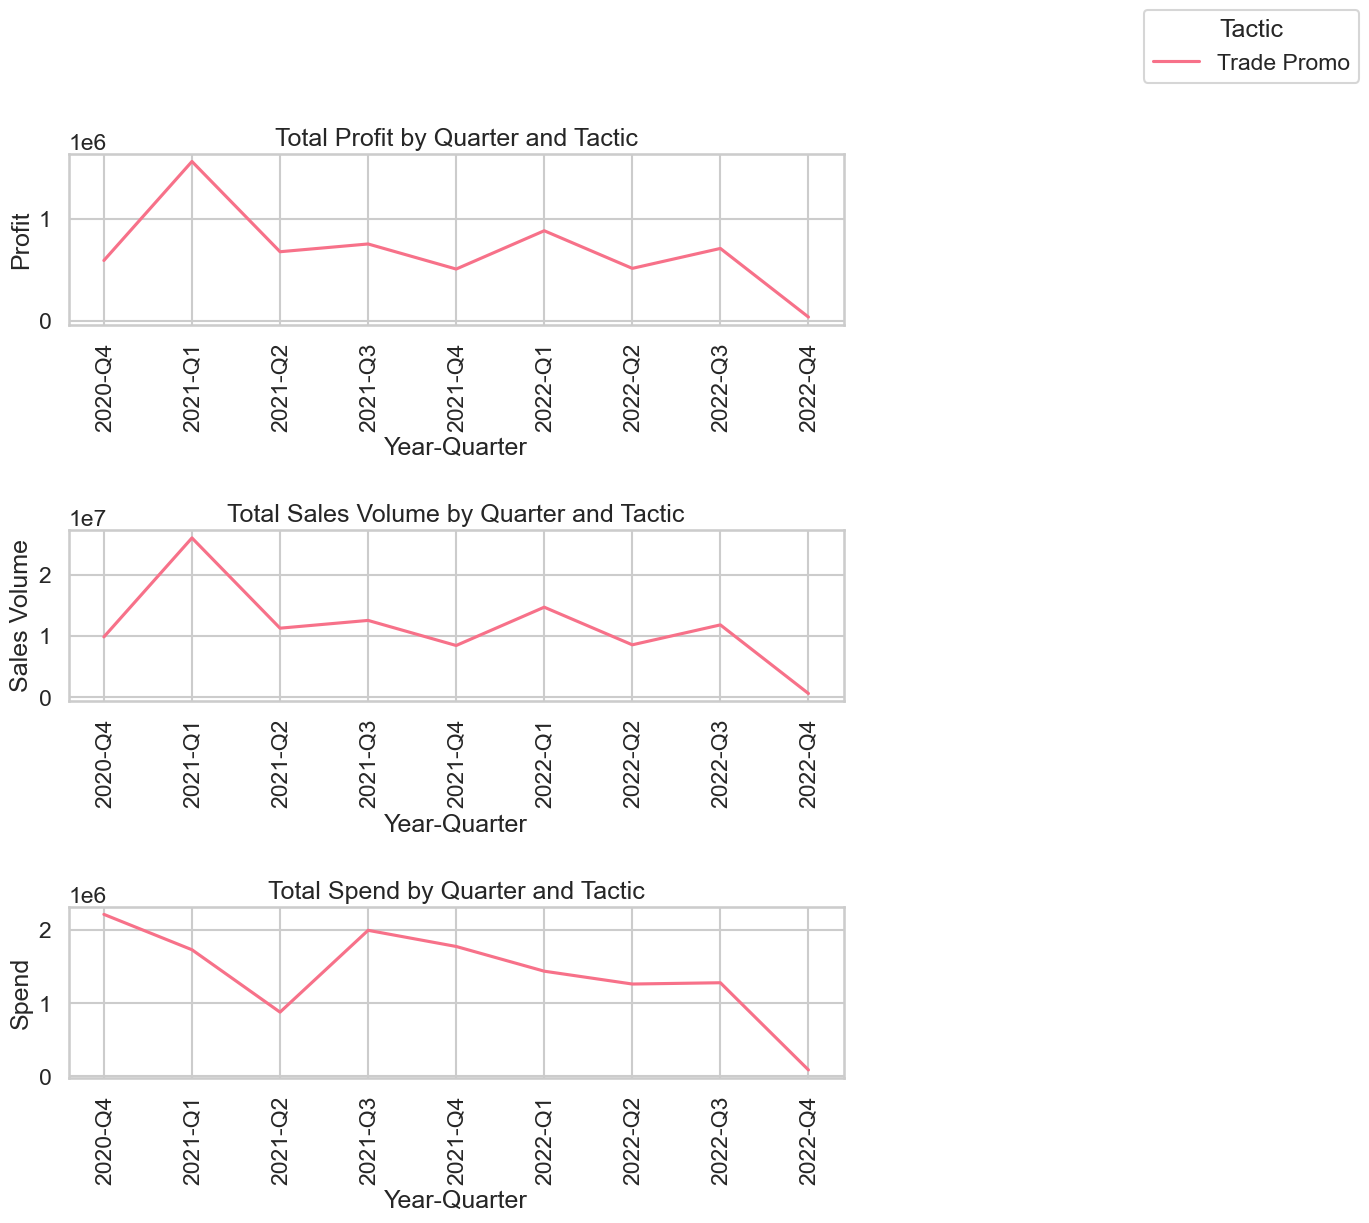 Tactic
Trade Promo
Total Profit by Quarter and Tactic
1e6
Profit
1
0
2020-Q4
2021-Q1
2021-Q2
2021-Q3
2021-Q4
2022-Q1
2022-Q2
2022-Q3
2022-Q4
Year-Quarter
Total Sales Volume by Quarter and Tactic
1e7
Sales Volume
2
1
0
2020-Q4
2021-Q1
2021-Q2
2021-Q3
2021-Q4
2022-Q1
2022-Q2
2022-Q3
2022-Q4
Year-Quarter
Total Spend by Quarter and Tactic
1e6
Spend
2
1
0
2020-Q4
2021-Q1
2021-Q2
2021-Q3
2021-Q4
2022-Q1
2022-Q2
2022-Q3
2022-Q4
Year-Quarter